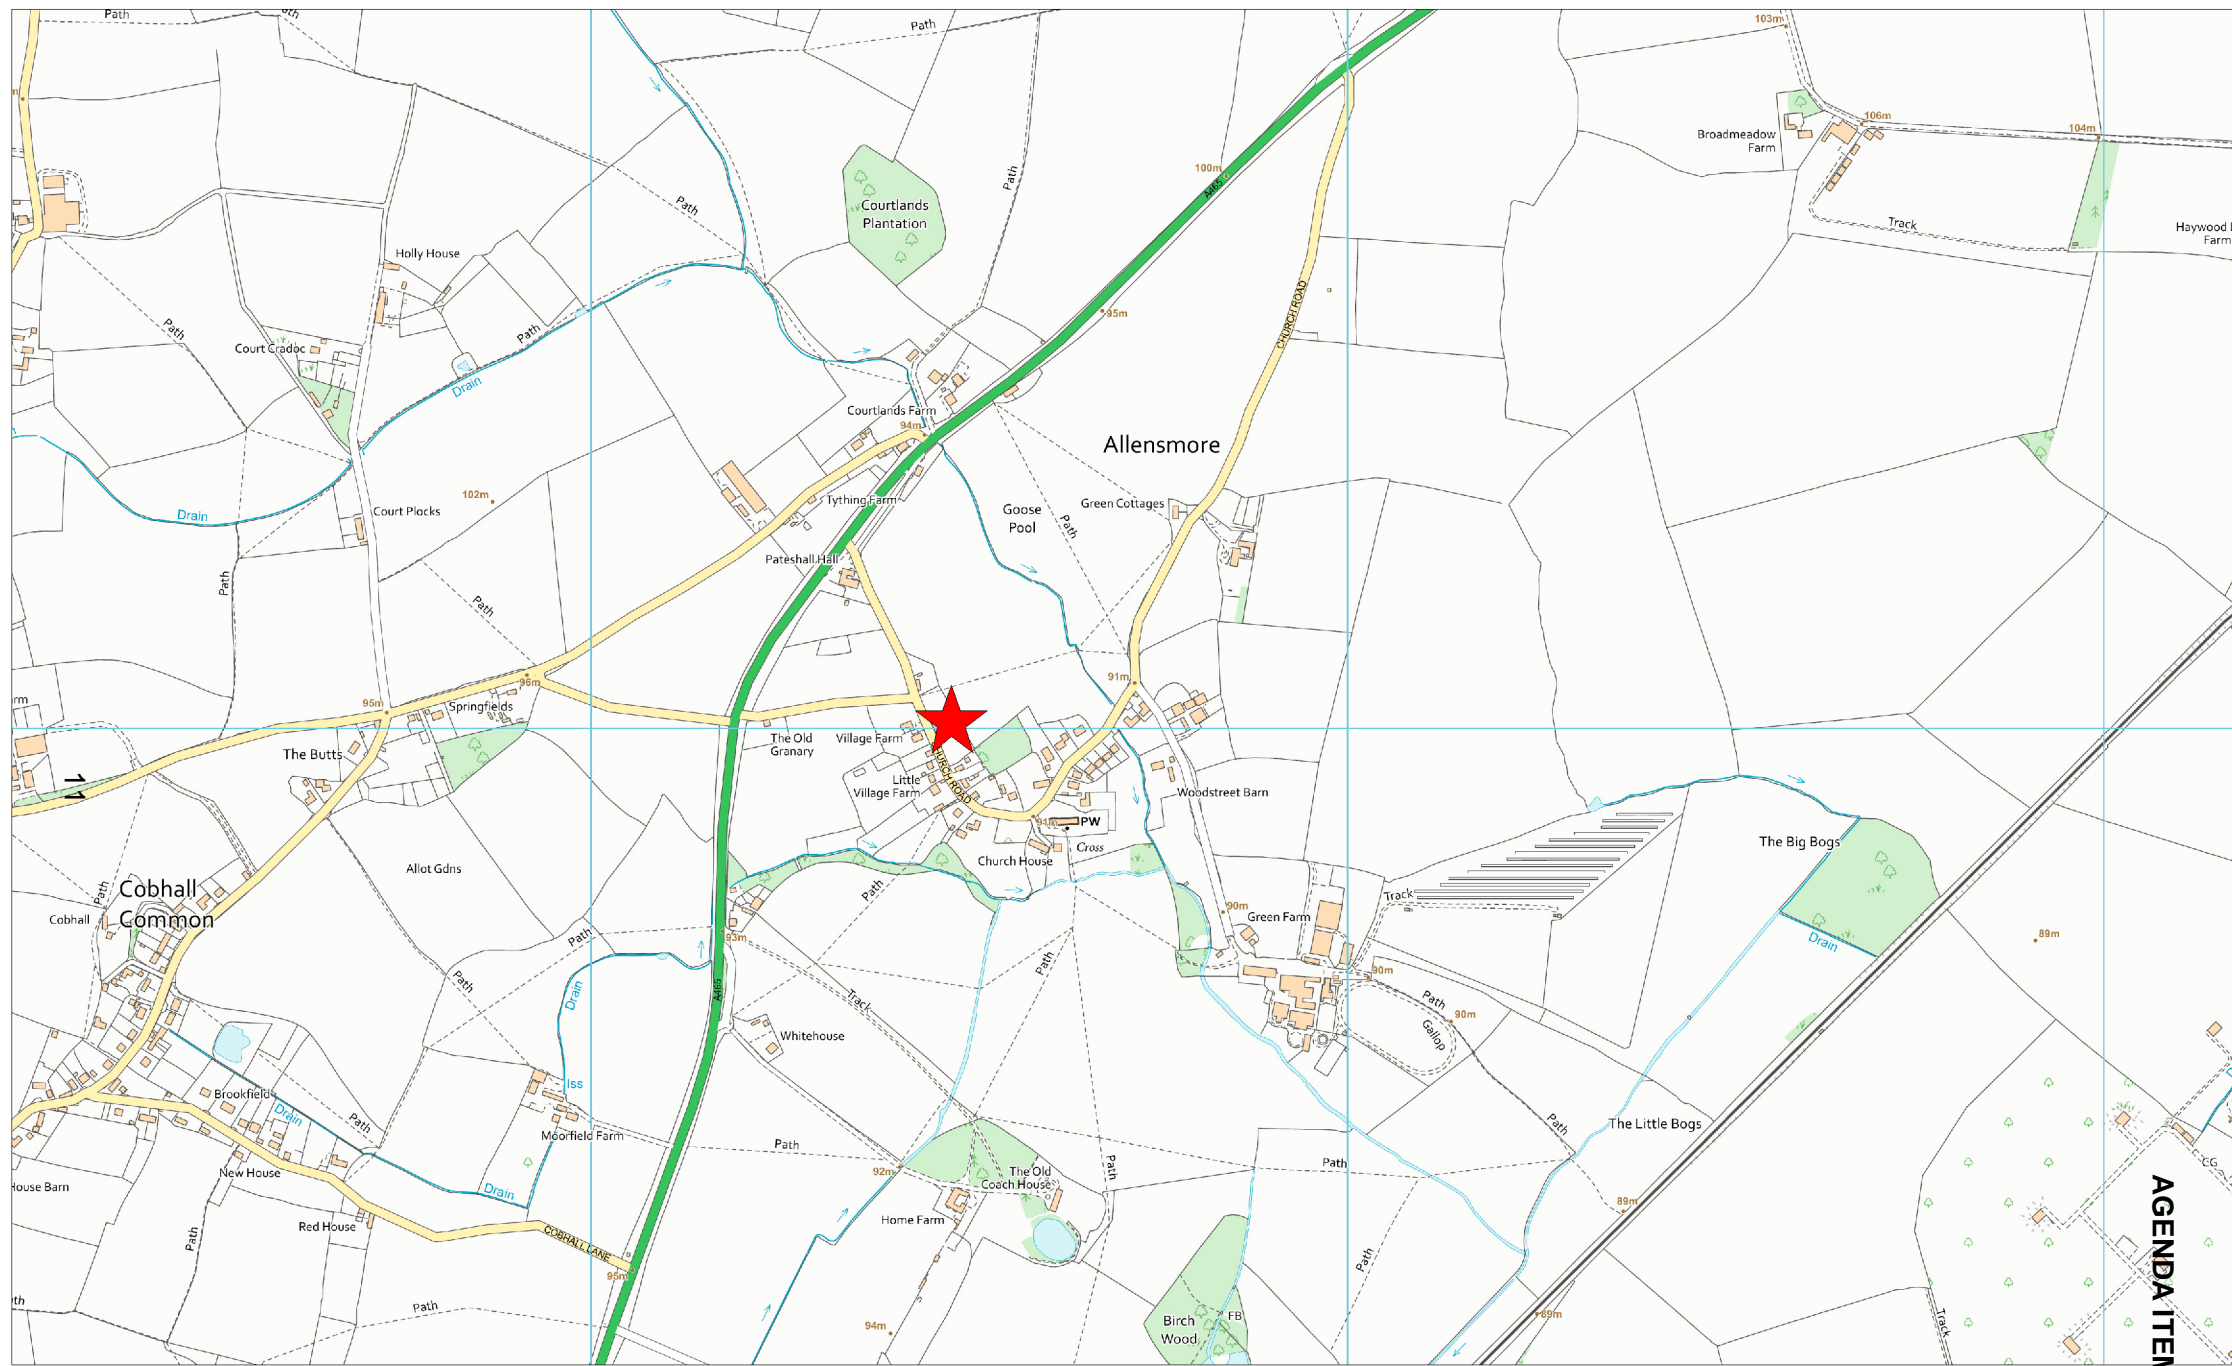 Path
Path
103m
106m
104m
Broadmeadow
Farm
100m
A465
Path
Path
Courtlands
Plantation
Track
Haywood
Farm
Holly House
Path
CHURCH ROAD
95m
Path
Court Cradoc
Drain
Courtlands Farm
94m
Allensmore
102m
Tything Farm
Goose
Pool
Green Cottages
Drain
Court Plocks
Path
Pateshall Hall
Path
Path
91m
96m
95m
Springfields
The Old
Granary
Village Farm
The Butts
11
Little
Village Farm
CHURCH ROAD
Woodstreet Barn
91m
PW
Cross
Church House
The Big Bogs
Allot Gdns
Cobhall
Common
Path
Cobhall
Path
Track
90m
Green Farm
93m
Path
Drain
89m
Path
Path
90m
Drain
A465
Track
Path
90m
Gallop
Whitehouse
Iss
Brookfield
Drain
Path
Moorfield Farm
Path
Path
The Little Bogs
New House
92m
The Old
Coach House
Path
Path
CG
House Barn
Drain
Home Farm
89m
Red House
Path
COBHALL LANE
Path
95m
AGENDA ITEM
Path
94m
Birch
Wood
FB
89m
Track